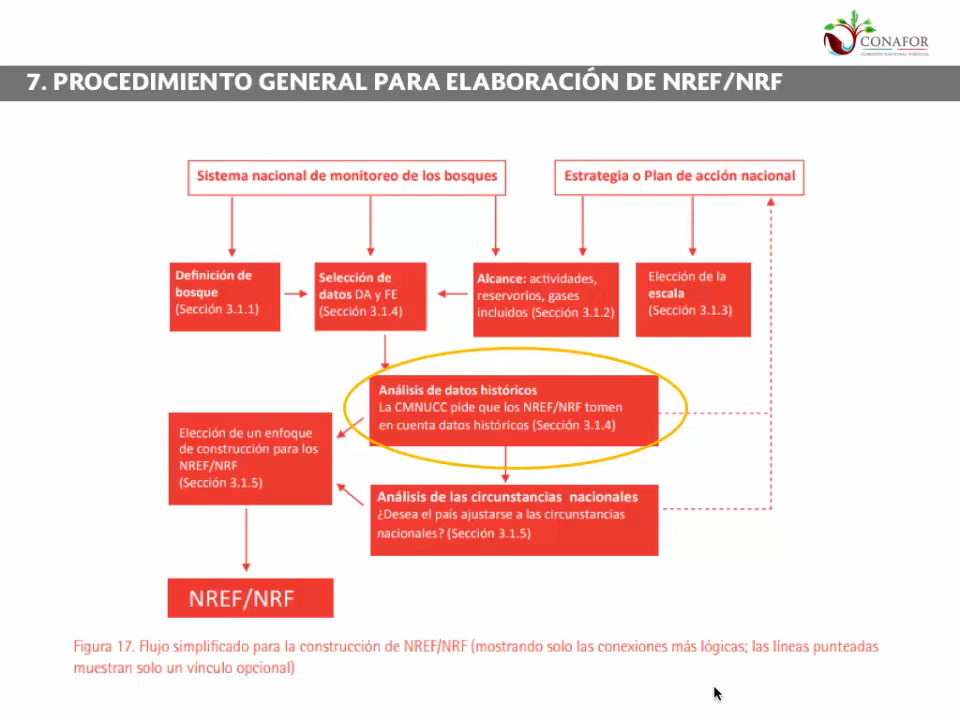 CONAFOR
COMISIÓN NACIONAL FORESTAL
7. PROCEDIMIENTO GENERAL PARA ELABORACIÓN DE NREF/NRF
Sistema nacional de monitoreo de los bosques
Estrategia o Plan de acción nacional
Definición de
bosque
(Sección 3.1.1)
Selección de
datos DA y FE
(Sección 3.1.4)
Alcance: actividades,
reservorios, gases
incluidos (Sección 3.1.2)
Elección de la
escala
(Sección 3.1.3)
Análisis de datos históricos
La CMNUCC pide que los NREF/NRF tomen
en cuenta datos históricos (Sección 3.1.4)
Elección de un enfoque
de construcción para los
NREF/NRF
(Sección 3.1.5)
Análisis de las circunstancias nacionales
¿Desea el país ajustarse a las circunstancias
nacionales? (Sección 3.1.5)
NREF/NRF
Figura 17. Flujo simplificado para la construcción de NREF/NRF (mostrando solo las conexiones más lógicas; las líneas punteadas
muestran solo un vínculo opcional)